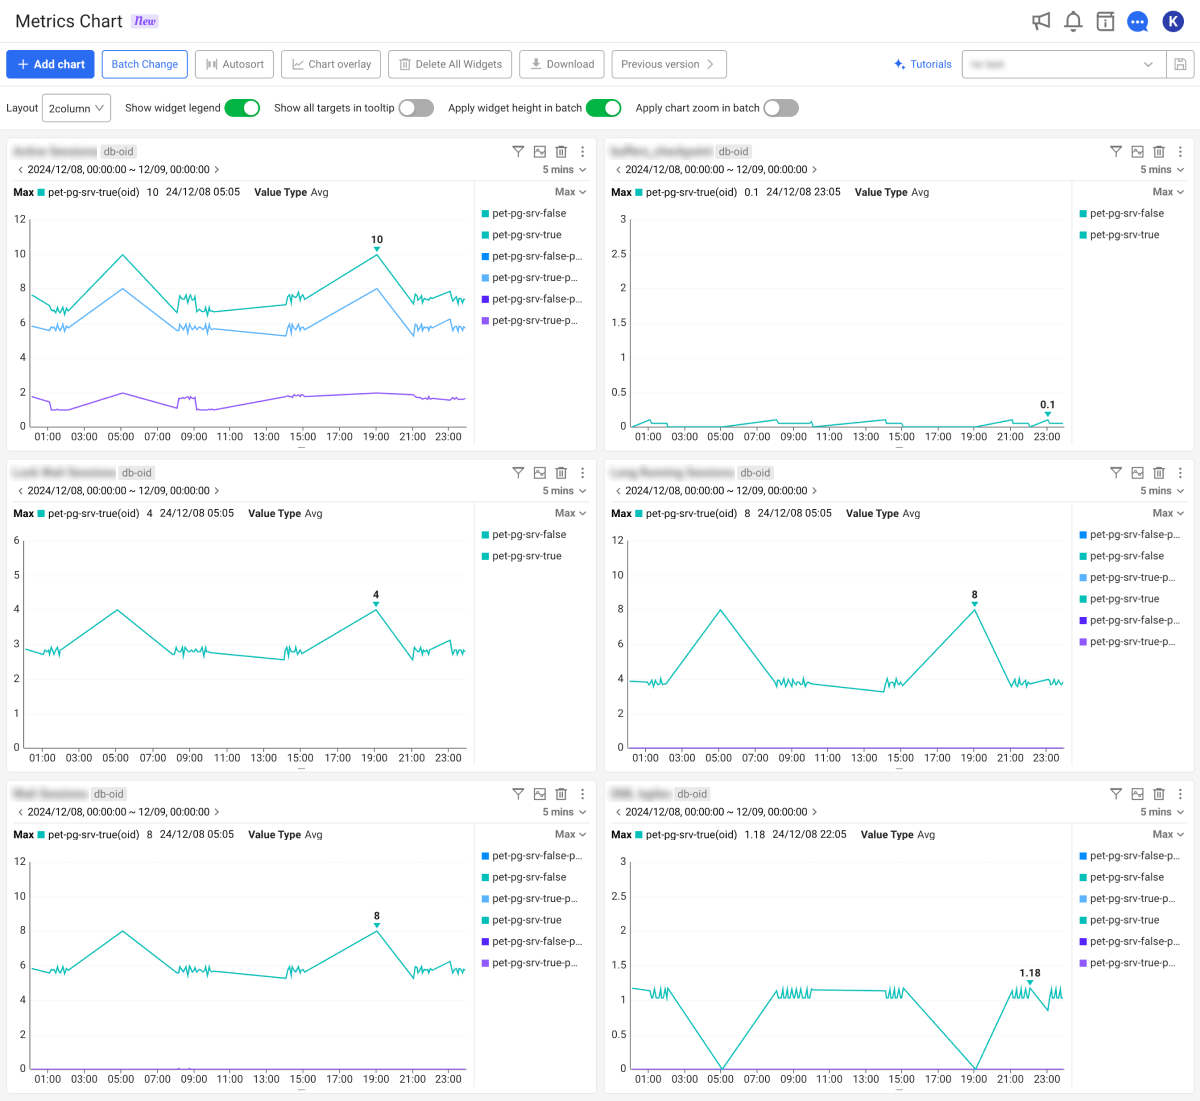 Metrics Chart New
K
+ Add chart Batch Change Autosort Chart overlay Delete All Widgets Download Previous version Tutorials
Layout 2column Show widget legend Show all targets in tooltip Apply widget height in batch Apply chart zoom in batch
db-oid
2024/12/08, 00:00:00 ~ 12/09, 00:00:00 5 mins
Max pet-pg-srv-true(oid) 10 24/12/08 05:05 Value Type Avg Max
12
10
8
6
4
2
0
10
01:00 03:00 05:00 07:00 09:00 11:00 13:00 15:00 17:00 19:00 21:00 23:00
pet-pg-srv-false
pet-pg-srv-true
pet-pg-srv-false-p...
pet-pg-srv-true-p...
pet-pg-srv-false-p...
pet-pg-srv-true-p...
db-oid
2024/12/08, 00:00:00 ~ 12/09, 00:00:00 5 mins
Max pet-pg-srv-true(oid) 0.1 24/12/08 23:05 Value Type Avg Max
3
2.5
2
1.5
1
0.5
0
0.1
01:00 03:00 05:00 07:00 09:00 11:00 13:00 15:00 17:00 19:00 21:00 23:00
pet-pg-srv-false
pet-pg-srv-true
db-oid
2024/12/08, 00:00:00 ~ 12/09, 00:00:00 5 mins
Max pet-pg-srv-true(oid) 4 24/12/08 05:05 Value Type Avg Max
6
5
4
3
2
1
0
4
01:00 03:00 05:00 07:00 09:00 11:00 13:00 15:00 17:00 19:00 21:00 23:00
pet-pg-srv-false
pet-pg-srv-true
db-oid
2024/12/08, 00:00:00 ~ 12/09, 00:00:00 5 mins
Max pet-pg-srv-true(oid) 8 24/12/08 05:05 Value Type Avg Max
12
10
8
6
4
2
0
8
01:00 03:00 05:00 07:00 09:00 11:00 13:00 15:00 17:00 19:00 21:00 23:00
pet-pg-srv-false-p...
pet-pg-srv-false
pet-pg-srv-true-p...
pet-pg-srv-true
pet-pg-srv-false-p...
pet-pg-srv-true-p...
db-oid
2024/12/08, 00:00:00 ~ 12/09, 00:00:00 5 mins
Max pet-pg-srv-true(oid) 8 24/12/08 05:05 Value Type Avg Max
12
10
8
6
4
2
0
8
01:00 03:00 05:00 07:00 09:00 11:00 13:00 15:00 17:00 19:00 21:00 23:00
pet-pg-srv-false-p...
pet-pg-srv-false
pet-pg-srv-true-p...
pet-pg-srv-true
pet-pg-srv-false-p...
pet-pg-srv-true-p...
db-oid
2024/12/08, 00:00:00 ~ 12/09, 00:00:00 5 mins
Max pet-pg-srv-true(oid) 1.18 24/12/08 22:05 Value Type Avg Max
3
2.5
2
1.5
1
0.5
0
1.18
01:00 03:00 05:00 07:00 09:00 11:00 13:00 15:00 17:00 19:00 21:00 23:00
pet-pg-srv-false-p...
pet-pg-srv-false
pet-pg-srv-true-p...
pet-pg-srv-true
pet-pg-srv-false-p...
pet-pg-srv-true-p...